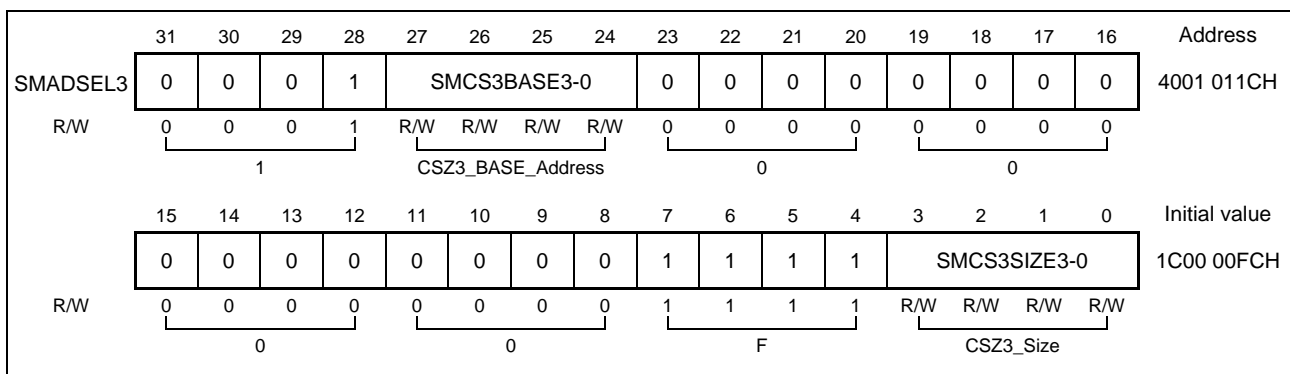 31 30 29 28 27 26 25 24 23 22 21 20 19 18 17 16 Address
SMADSEL3 0 0 0 1 SMCS3BASE3-0 0 0 0 0 0 0 0 0 4001 011CH
R/W 0 0 0 1 R/W R/W R/W R/W 0 0 0 0 0 0 0 0
1 CSZ3_BASE_Address 0 0
15 14 13 12 11 10 9 8 7 6 5 4 3 2 1 0 Initial value
0 0 0 0 0 0 0 0 1 1 1 1 SMCS3SIZE3-0 1C00 00FCH
R/W 0 0 0 0 0 0 0 0 1 1 1 1 R/W R/W R/W R/W
0 0 F CSZ3_Size